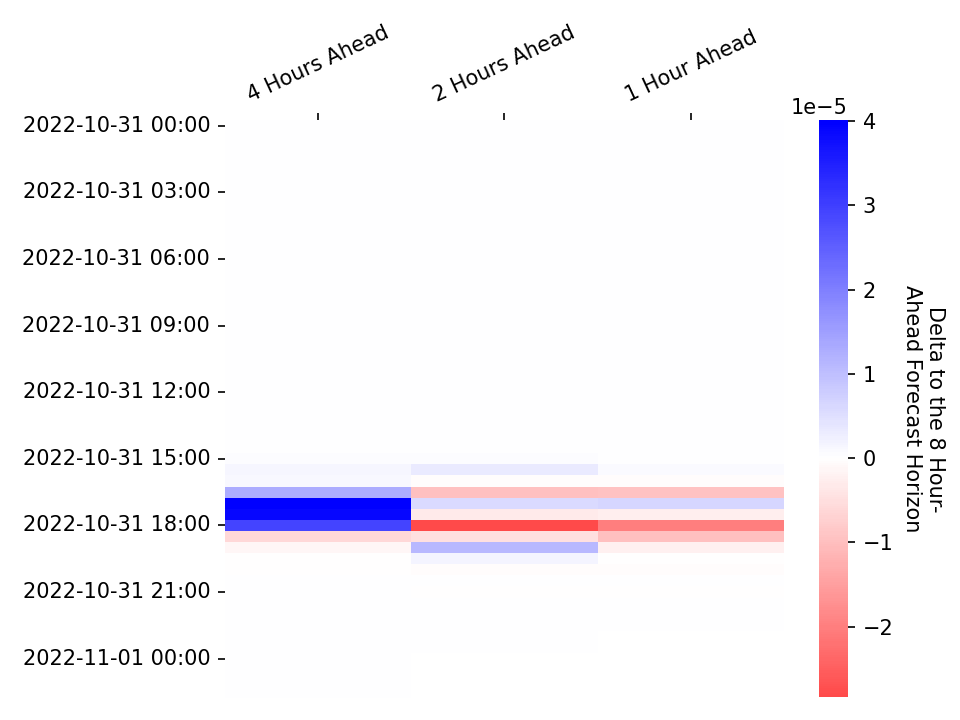 4 Hours Ahead
2 Hours Ahead
1 Hour Ahead
2022-10-31 00:00
2022-10-31 03:00
2022-10-31 06:00
2022-10-31 09:00
2022-10-31 12:00
2022-10-31 15:00
2022-10-31 18:00
2022-10-31 21:00
2022-11-01 00:00
1e−5
4
3
2
1
0
−1
−2
Delta to the 8 Hour-
Ahead Forecast Horizon